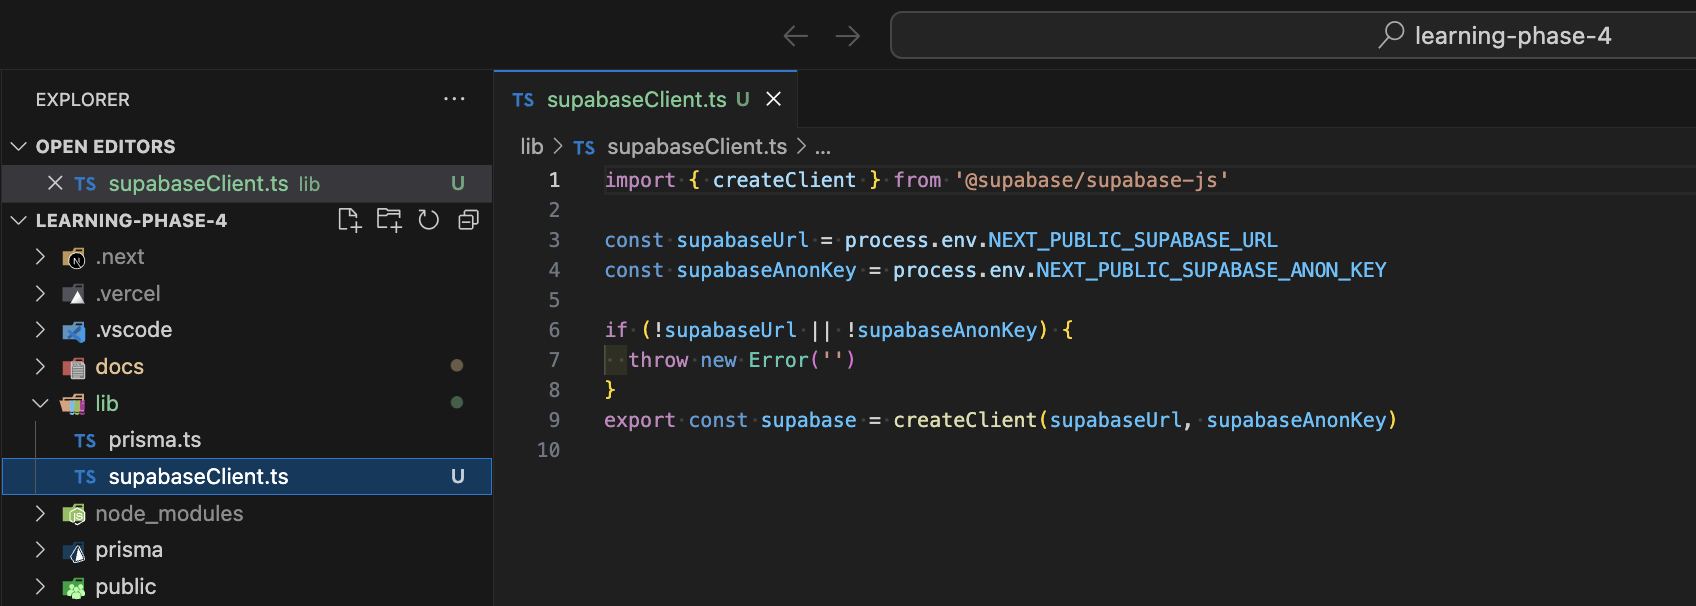 learning-phase-4
EXPLORER
OPEN EDITORS
TS supabaseClient.ts lib U
LEARNING-PHASE-4
.next
.vercel
.vscode
docs
lib
TS prisma.ts
TS supabaseClient.ts U
node_modules
prisma
public
TS supabaseClient.ts U
lib > TS supabaseClient.ts > ...
1 import { createClient } from '@supabase/supabase-js'
2
3 const supabaseUrl = process.env.NEXT_PUBLIC_SUPABASE_URL
4 const supabaseAnonKey = process.env.NEXT_PUBLIC_SUPABASE_ANON_KEY
5
6 if (!supabaseUrl || !supabaseAnonKey) {
7   throw new Error('')
8 }
9 export const supabase = createClient(supabaseUrl, supabaseAnonKey)
10